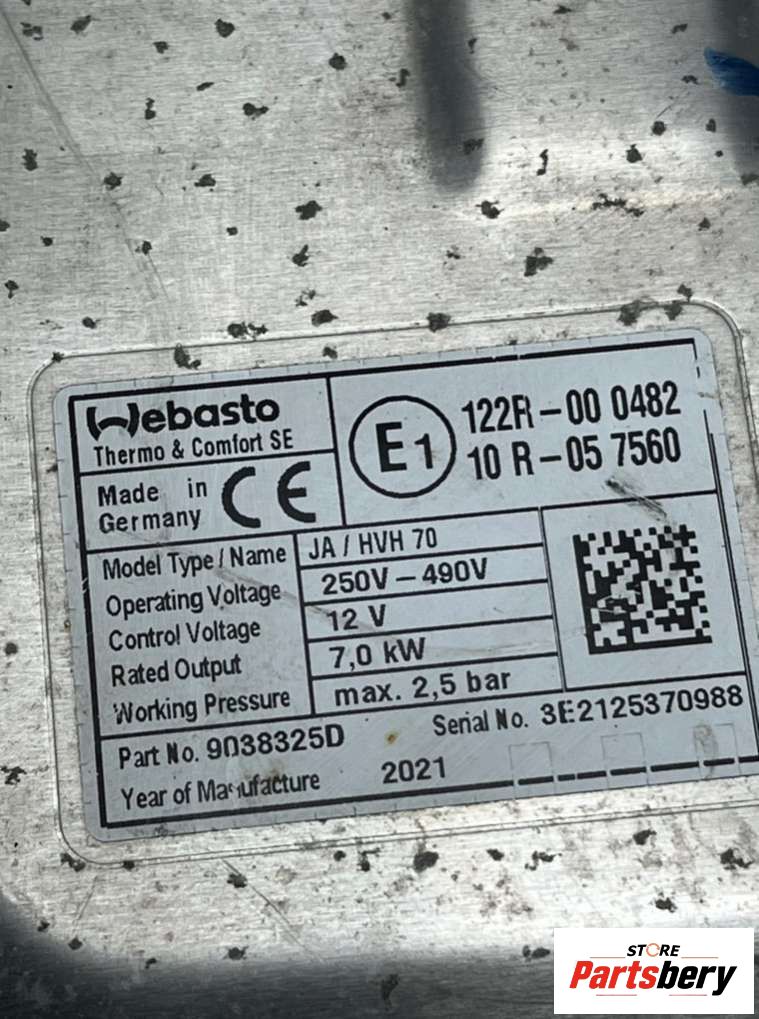 Webasto
Thermo & Comfort SE
Made in
Germany
CE
E1
122R-00 0482
10 R-05 7560
Model Type / Name JA / HVH 70
Operating Voltage 250V-490V
Control Voltage 12 V
Rated Output 7,0 kW
Working Pressure max. 2,5 bar
Part No. 9038325D Serial No. 3E2125370988
Year of Manufacture 2021
STORE
Partsbery